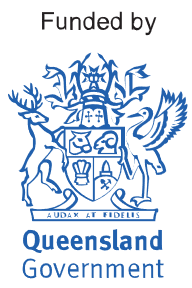 Funded by
AUDAX AT FIDELIS
Queensland
Government